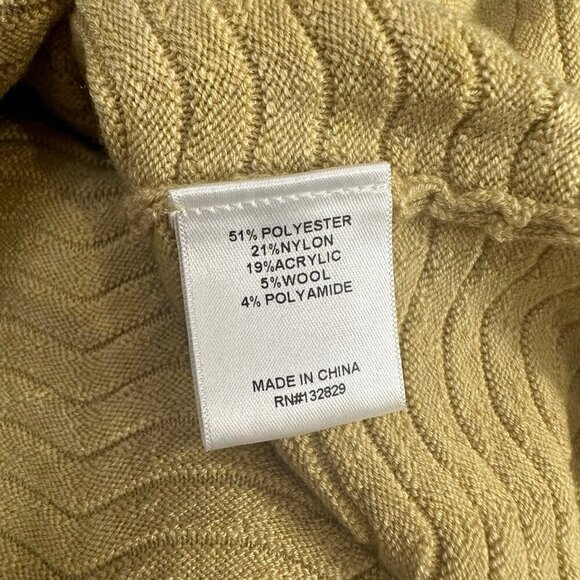 51% POLYESTER
21%NYLON
19%ACRYLIC
5%WOOL
4% POLYAMIDE
MADE IN CHINA
RN#132829